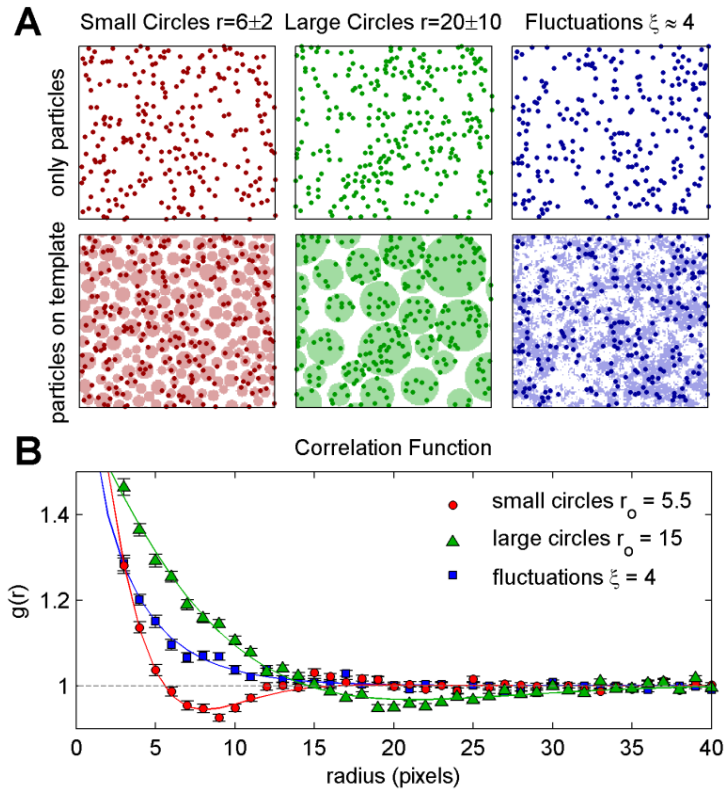 A
Small Circles r=6±2 Large Circles r=20±10 Fluctuations ξ ≈ 4
only particles
particles on template
B
Correlation Function
small circles r_o = 5.5
large circles r_o = 15
fluctuations ξ = 4
g(r)
1.4
1.2
1
0 5 10 15 20 25 30 35 40
radius (pixels)